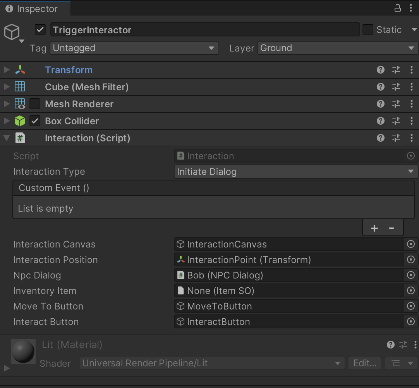 Inspector
TriggerInteractor Static
Tag Untagged Layer Ground
Transform
Cube (Mesh Filter)
Mesh Renderer
Box Collider
Interaction (Script)
Script Interaction
Interaction Type Initiate Dialog
Custom Event ()
List is empty
+ -
Interaction Canvas InteractionCanvas
Interaction Position InteractionPoint (Transform)
Npc Dialog Bob (NPC Dialog)
Inventory Item None (Item SO)
Move To Button MoveToButton
Interact Button InteractButton
Lit (Material)
Shader Universal Render Pipeline/Lit Edit...